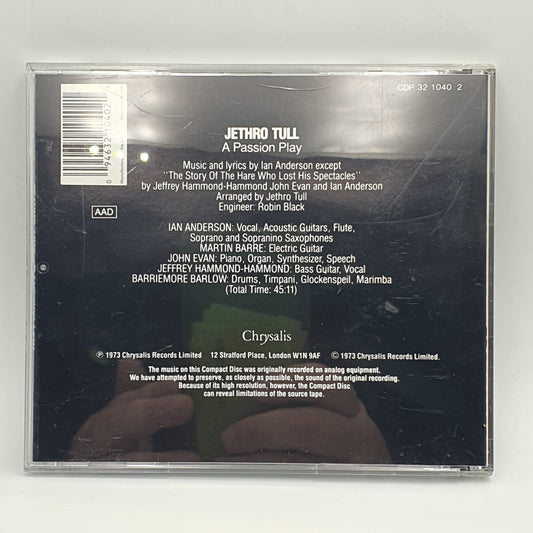 CDP 32 1040 2
0 94632 10402
JETHRO TULL
A Passion Play
Music and lyrics by Ian Anderson except
"The Story Of The Hare Who Lost His Spectacles"
by Jeffrey Hammond-Hammond John Evan and Ian Anderson
Arranged by Jethro Tull
Engineer: Robin Black
AAD
IAN ANDERSON: Vocal, Acoustic Guitars, Flute,
Soprano and Sopranino Saxophones
MARTIN BARRE: Electric Guitar
JOHN EVAN: Piano, Organ, Synthesizer, Speech
JEFFREY HAMMOND-HAMMOND: Bass Guitar, Vocal
BARRIEMORE BARLOW: Drums, Timpani, Glockenspeil, Marimba
(Total Time: 45:11)
Chrysalis
℗ 1973 Chrysalis Records Limited 12 Stratford Place, London W1N 9AF © 1973 Chrysalis Records Limited.
The music on this Compact Disc was originally recorded on analog equipment.
We have attempted to preserve, as closely as possible, the sound of the original recording.
Because of its high resolution, however, the Compact Disc
can reveal limitations of the source tape.